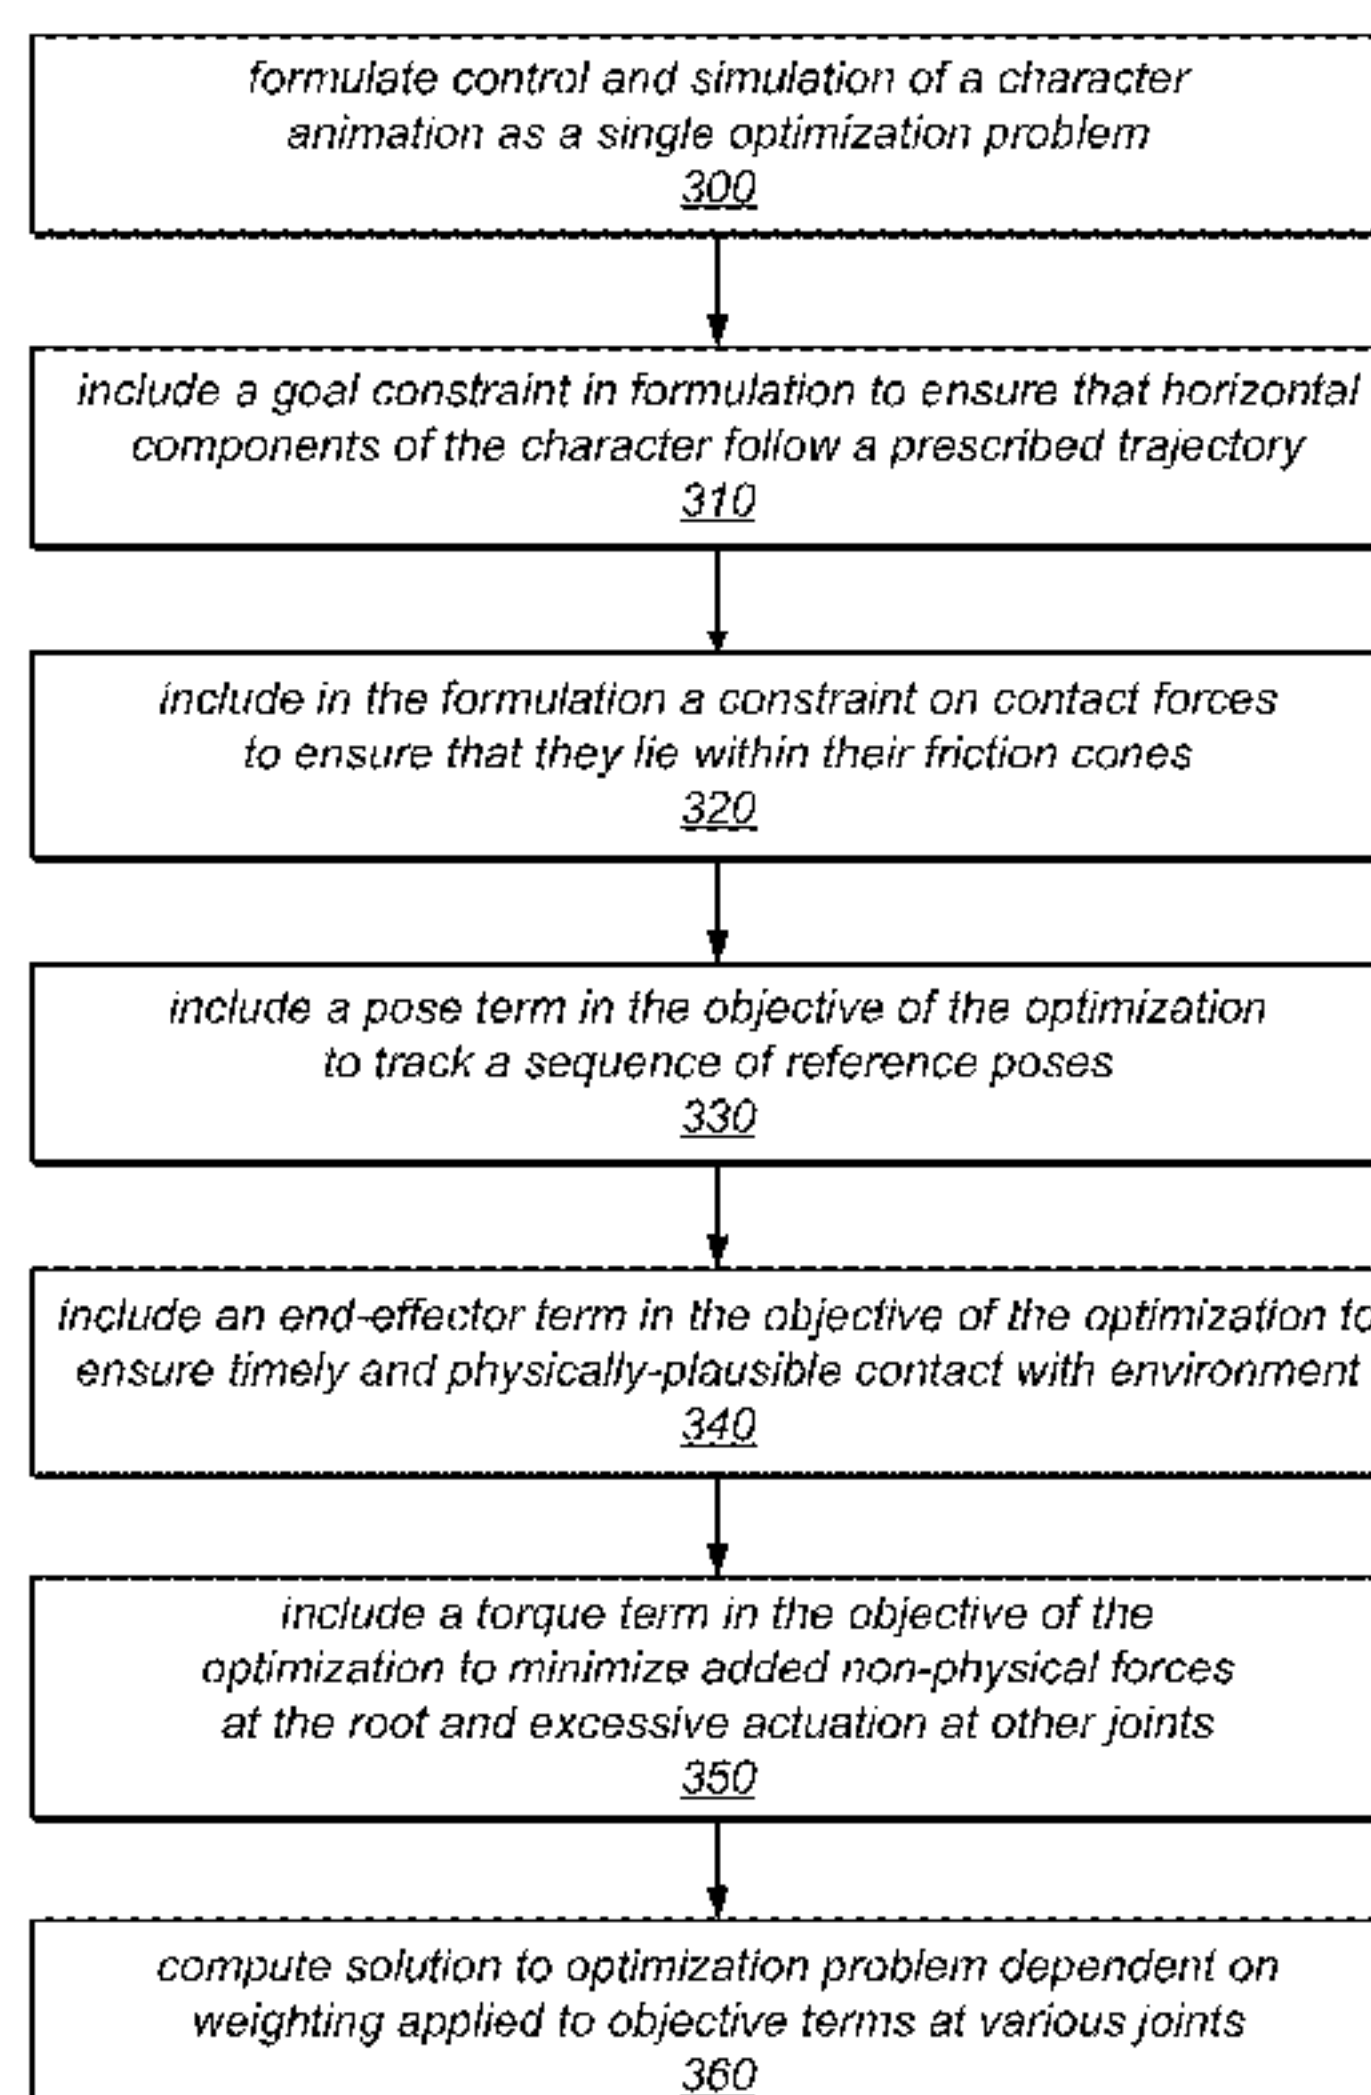 formulate control and simulation of a character
animation as a single optimization problem
300
include a goal constraint in formulation to ensure that horizontal
components of the character follow a prescribed trajectory
310
include in the formulation a constraint on contact forces
to ensure that they lie within their friction cones
320
include a pose term in the objective of the optimization
to track a sequence of reference poses
330
include an end-effector term in the objective of the optimization to
ensure timely and physically-plausible contact with environment
340
include a torque term in the objective of the
optimization to minimize added non-physical forces
at the root and excessive actuation at other joints
350
compute solution to optimization problem dependent on
weighting applied to objective terms at various joints
360